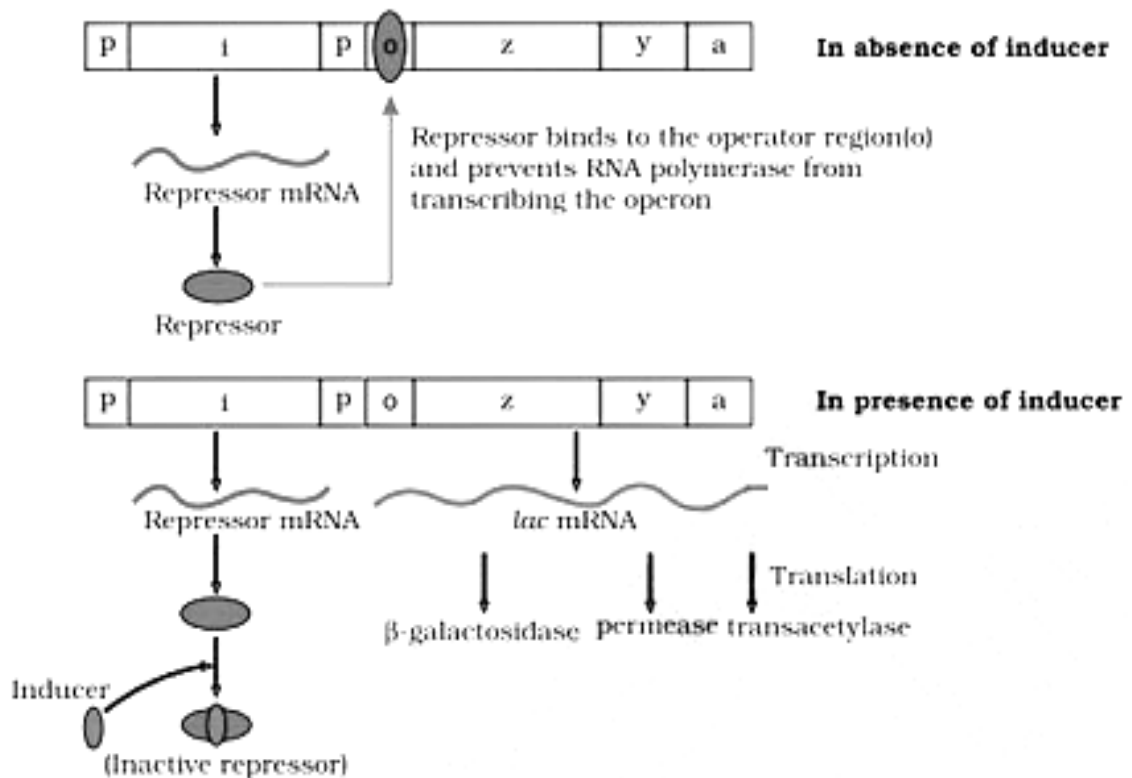 p i p o z y a
In absence of inducer
Repressor binds to the operator region(o)
and prevents RNA polymerase from
transcribing the operon
Repressor mRNA
Repressor
p i p o z y a
In presence of inducer
Transcription
Repressor mRNA
lac mRNA
Translation
β-galactosidase permease transacetylase
Inducer
(Inactive repressor)